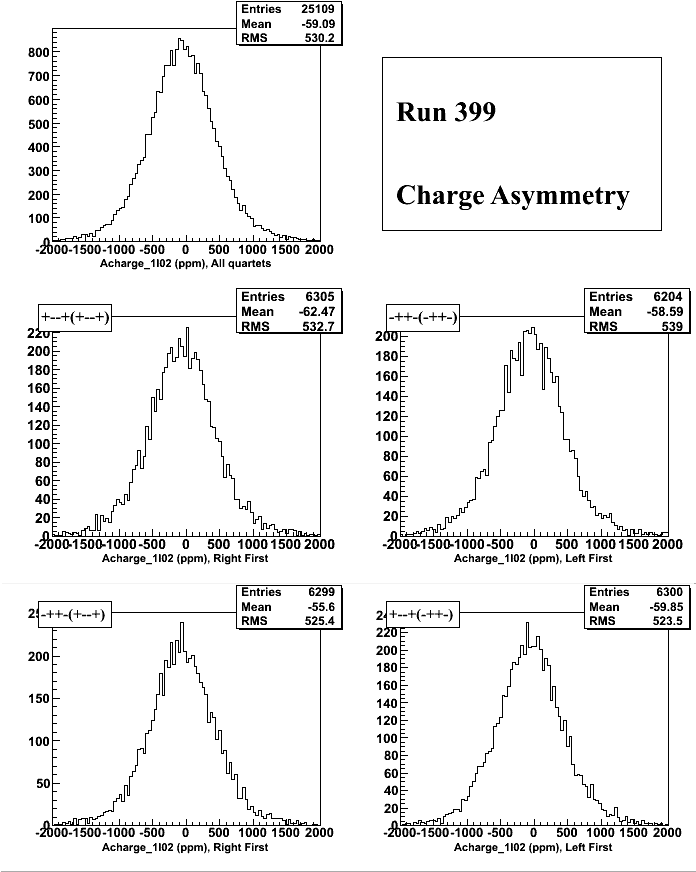 Entries 25109
Mean -59.09
RMS 530.2
800
700
600
500
400
300
200
100
0
-2000-1500-1000 -500 0 500 1000 1500 2000
Acharge_1I02 (ppm), All quartets
Run 399
Charge Asymmetry
+--+(+--+)
Entries 6305
Mean -62.47
RMS 532.7
220
200
180
160
140
120
100
80
60
40
20
0
-2000-1500-1000 -500 0 500 1000 1500 2000
Acharge_1I02 (ppm), Right First
-++-(-++-)
Entries 6204
Mean -58.59
RMS 539
200
180
160
140
120
100
80
60
40
20
0
-2000-1500-1000 -500 0 500 1000 1500 2000
Acharge_1I02 (ppm), Left First
-++-(+--+)
Entries 6299
Mean -55.6
RMS 525.4
200
150
100
50
0
-2000-1500-1000 -500 0 500 1000 1500 2000
Acharge_1I02 (ppm), Right First
+--+(-++-)
Entries 6300
Mean -59.85
RMS 523.5
220
200
180
160
140
120
100
80
60
40
20
0
-2000-1500-1000 -500 0 500 1000 1500 2000
Acharge_1I02 (ppm), Left First